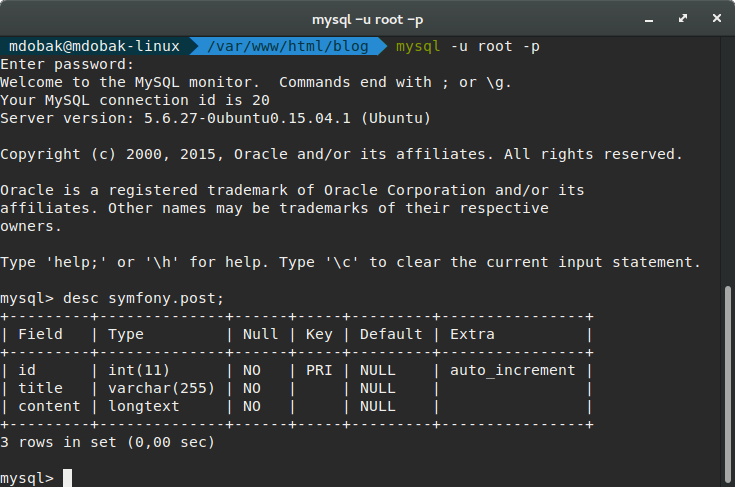 mysql -u root -p
mdobak@mdobak-linux /var/www/html/blog mysql -u root -p
Enter password:
Welcome to the MySQL monitor.  Commands end with ; or \g.
Your MySQL connection id is 20
Server version: 5.6.27-0ubuntu0.15.04.1 (Ubuntu)

Copyright (c) 2000, 2015, Oracle and/or its affiliates. All rights reserved.

Oracle is a registered trademark of Oracle Corporation and/or its
affiliates. Other names may be trademarks of their respective
owners.

Type 'help;' or '\h' for help. Type '\c' to clear the current input statement.

mysql> desc symfony.post;
+---------+--------------+------+-----+---------+----------------+
| Field   | Type         | Null | Key | Default | Extra          |
+---------+--------------+------+-----+---------+----------------+
| id      | int(11)      | NO   | PRI | NULL    | auto_increment |
| title   | varchar(255) | NO   |     | NULL    |                |
| content | longtext     | NO   |     | NULL    |                |
+---------+--------------+------+-----+---------+----------------+
3 rows in set (0,00 sec)

mysql>